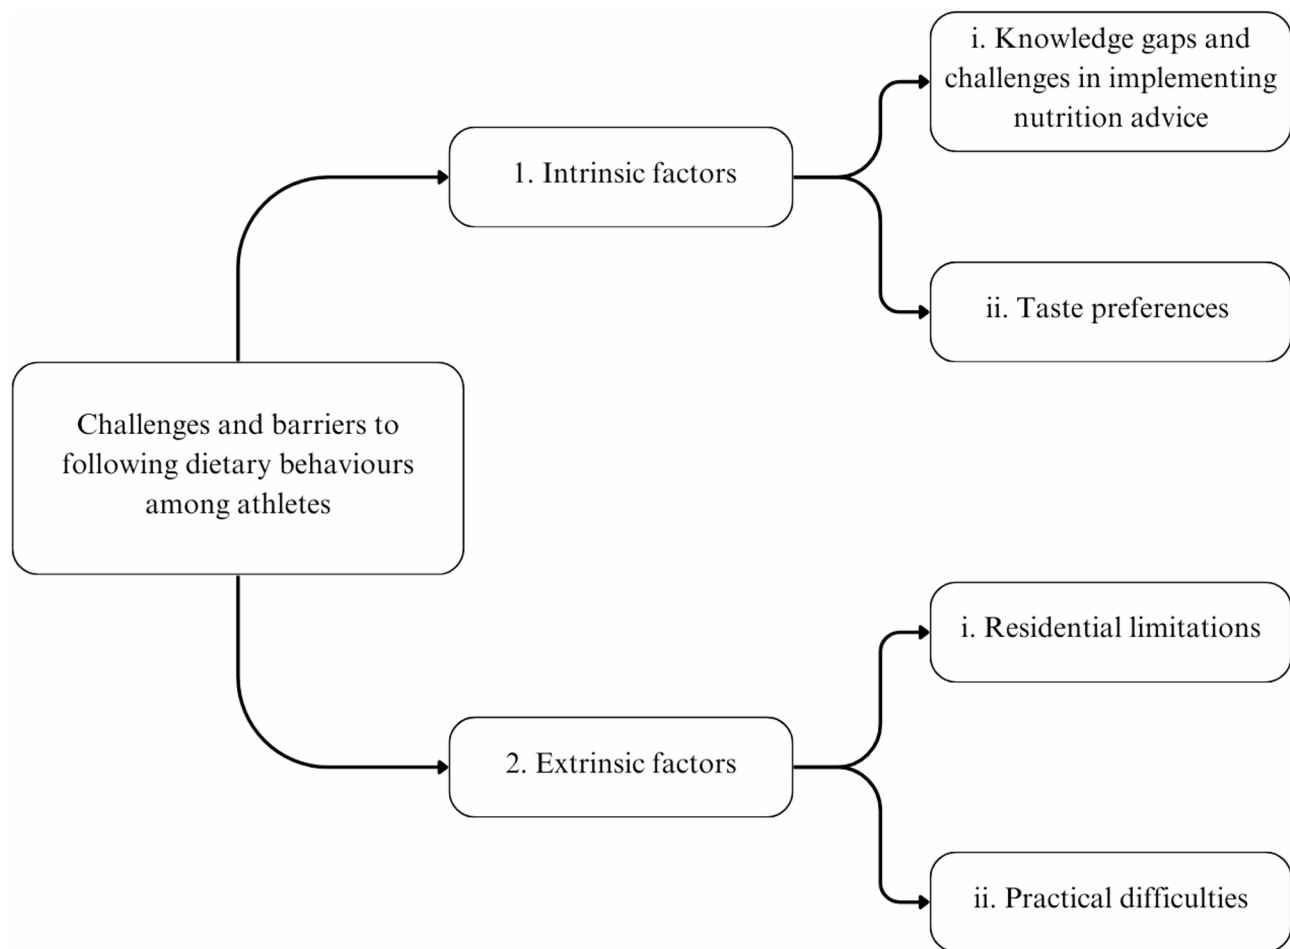 i. Knowledge gaps and
challenges in implementing
nutrition advice
1. Intrinsic factors
ii. Taste preferences
Challenges and barriers to
following dietary behaviours
among athletes
i. Residential limitations
2. Extrinsic factors
ii. Practical difficulties